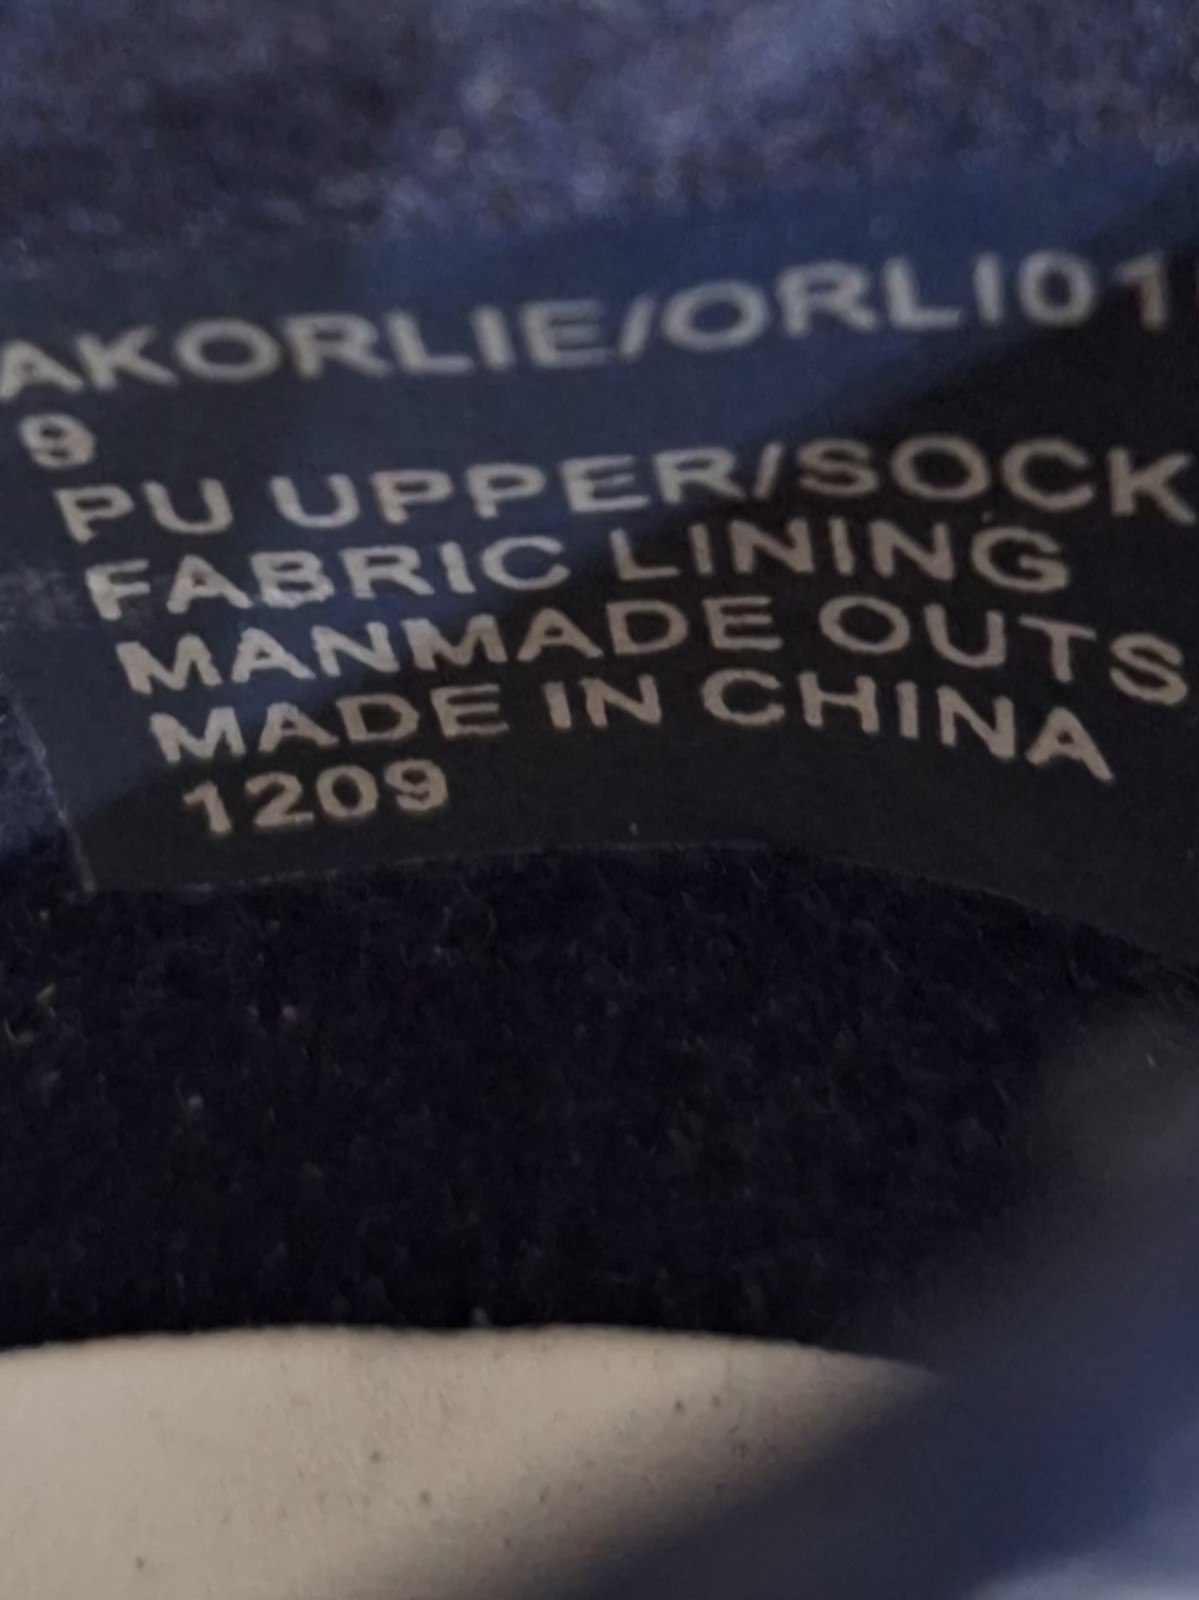 AKORLIE/ORLI01
9
PU UPPER/SOCK
FABRIC LINING
MANMADE OUTS
MADE IN CHINA
1209